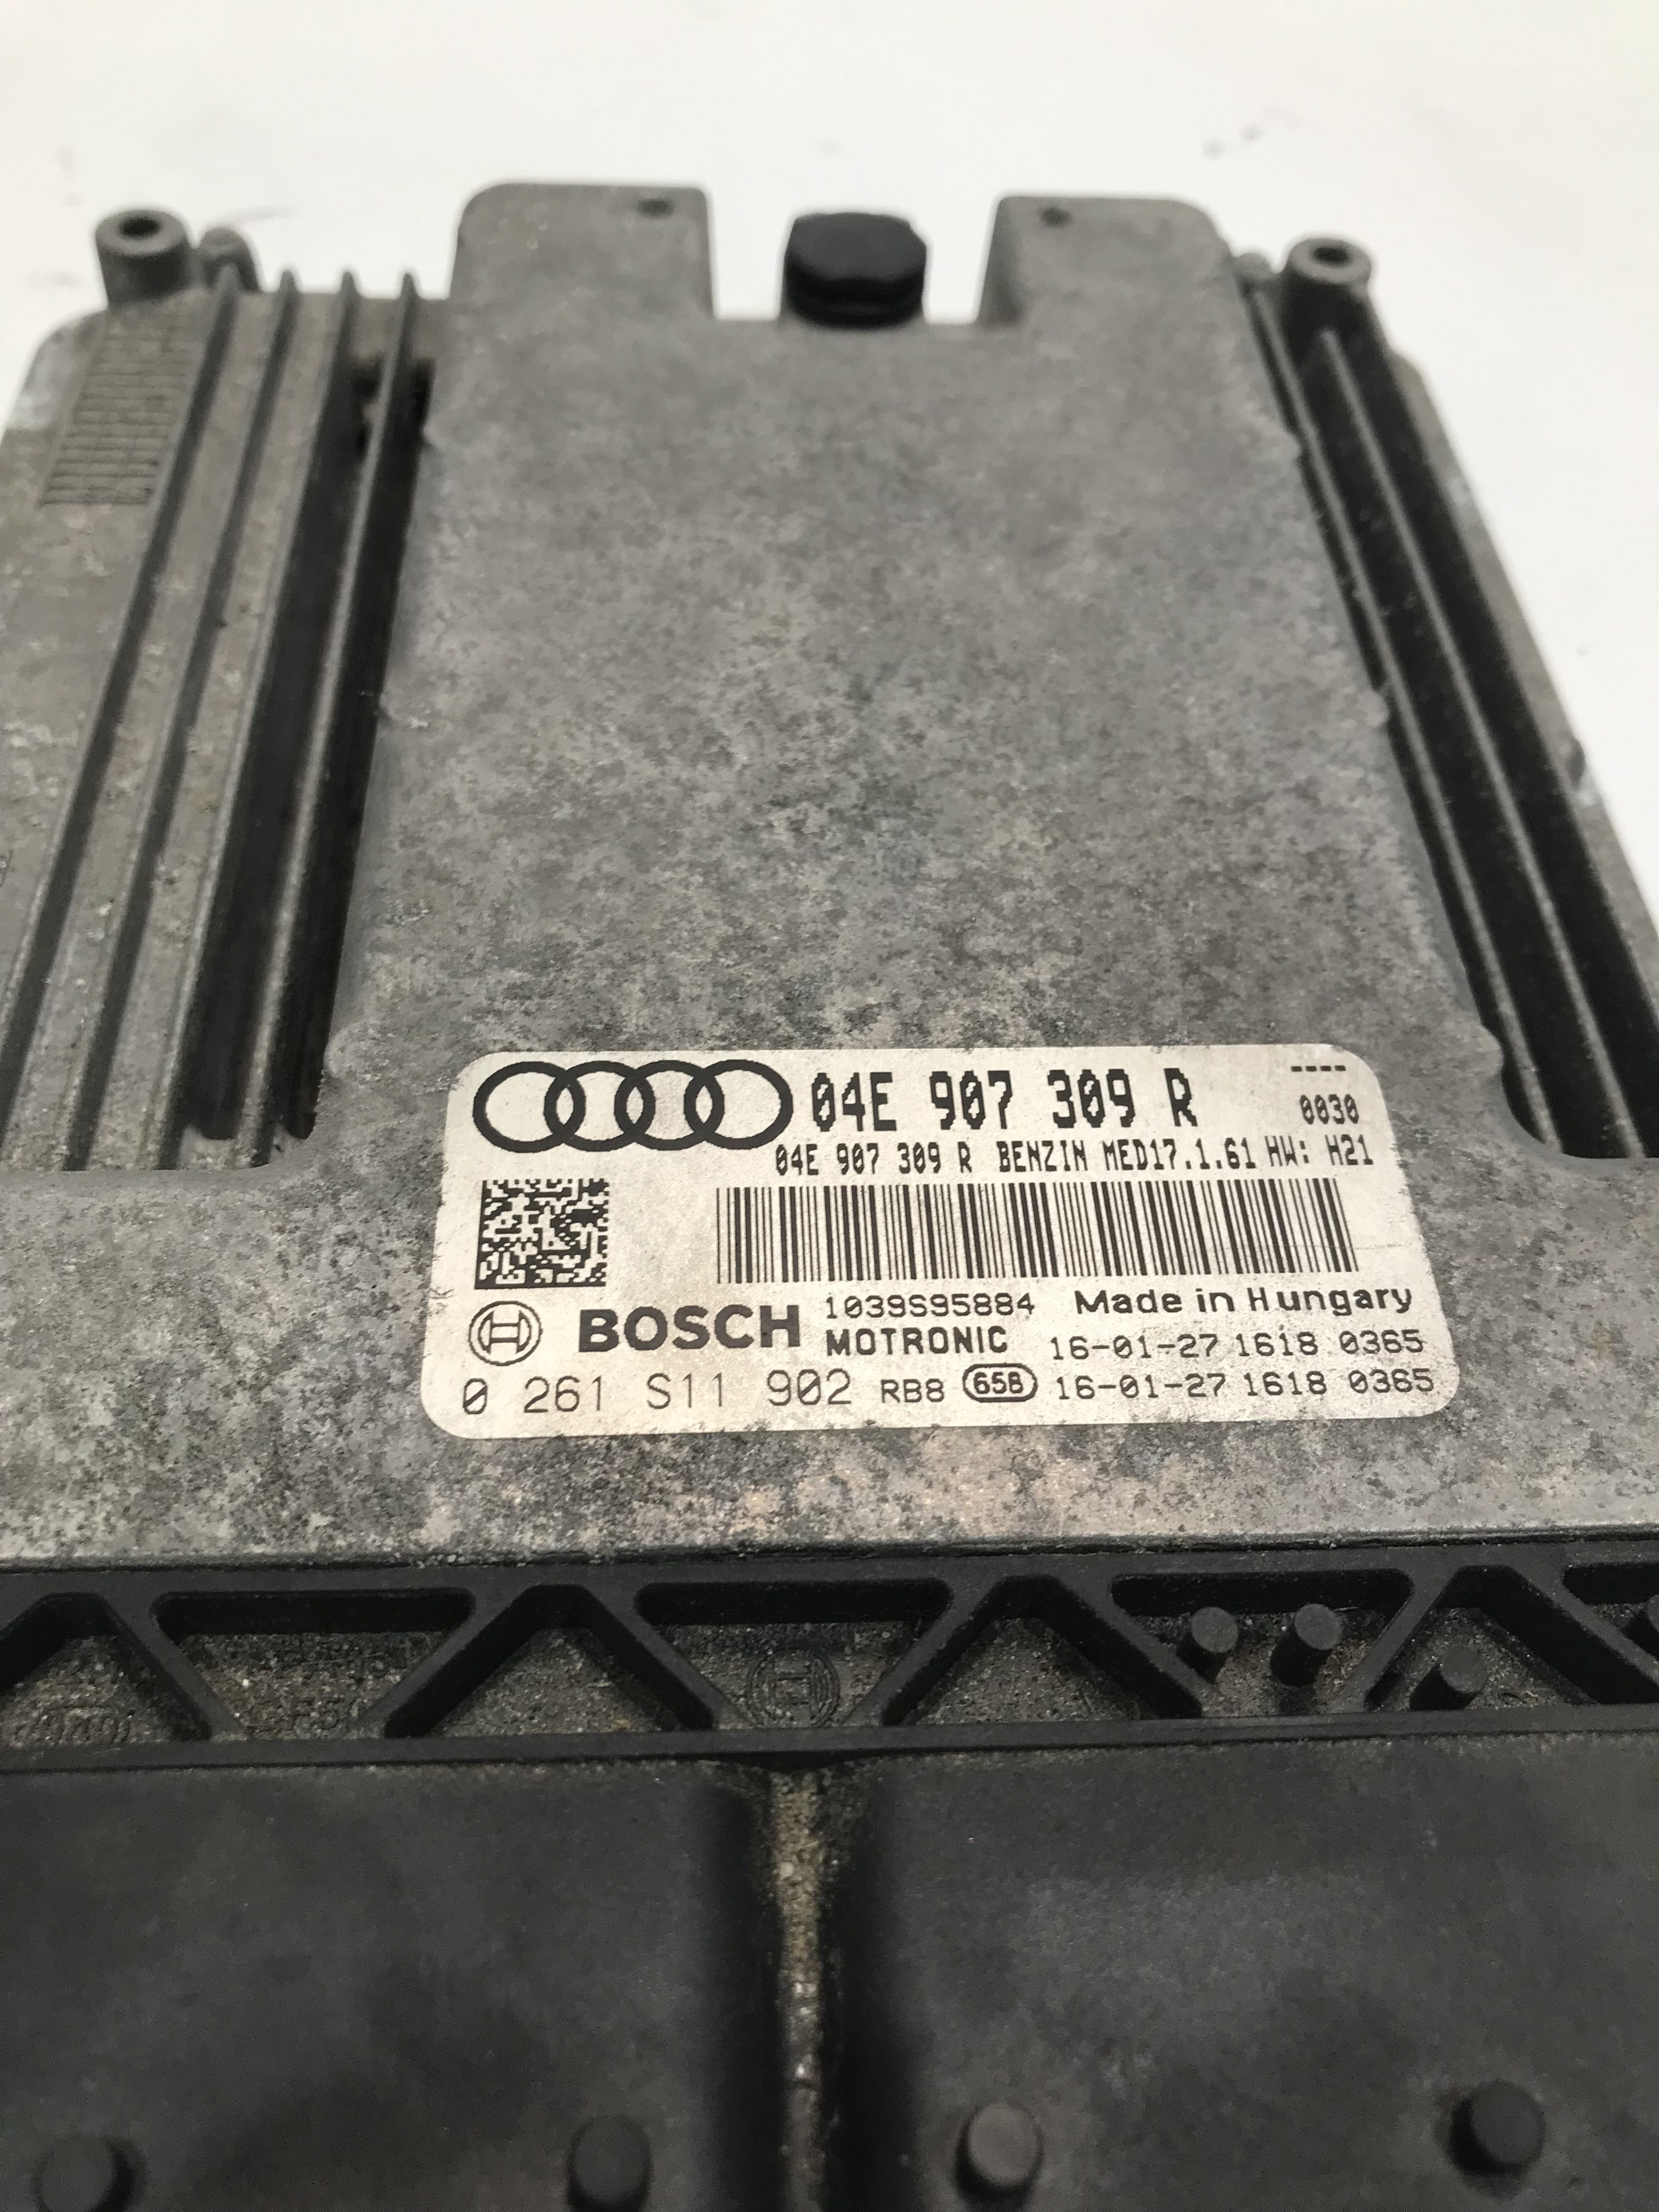 04E 907 309 R ----
0030
04E 907 309 R BENZIN MED17.1.61 HW: H21
1039S95884 Made in Hungary
BOSCH MOTRONIC 16-01-27 1618 0365
0 261 S11 902 RB8 65B 16-01-27 1618 0365